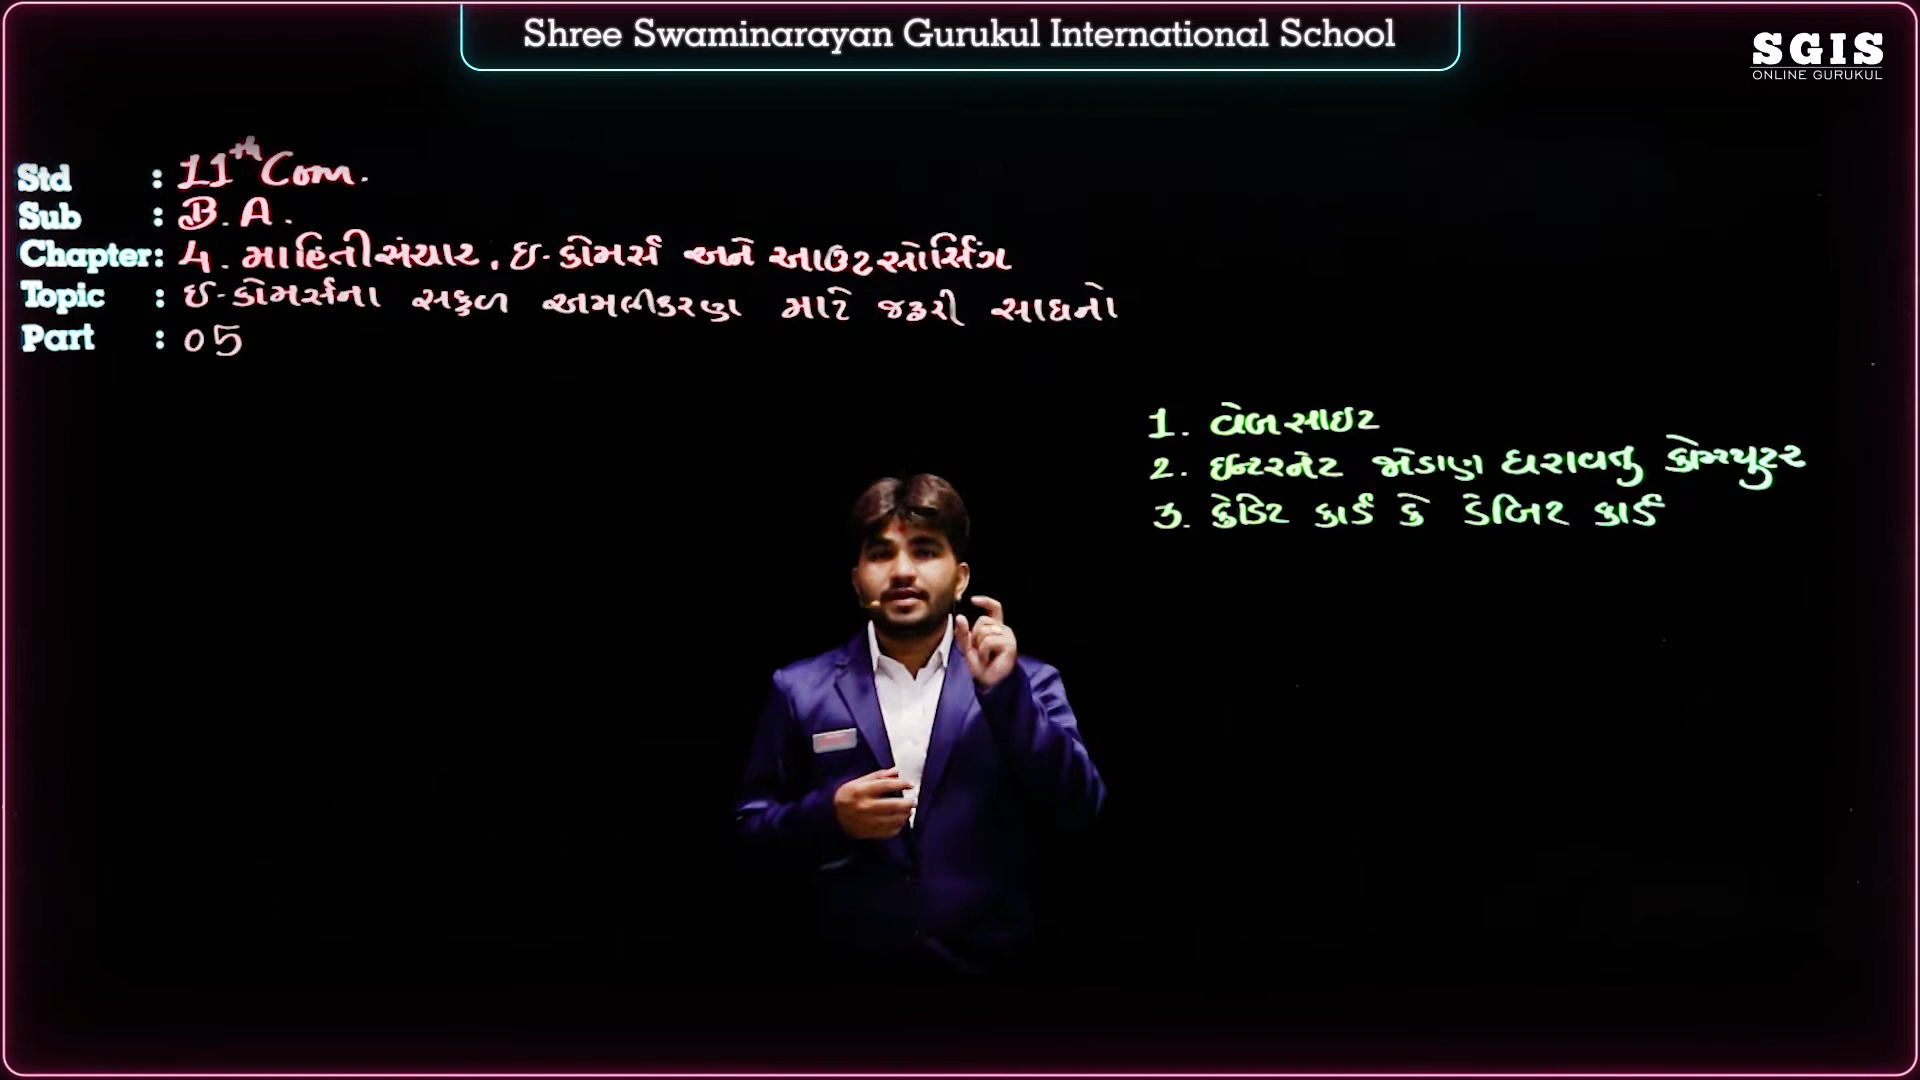 Shree Swaminarayan Gurukul International School
SGIS
ONLINE GURUKUL
Std : 11th Com.
Sub : B.A.
Chapter: 4. માહિતીસંચાર, ઇ-કોમર્સ અને આઉટસોર્સિંગ
Topic : ઈ-કોમર્સના સફળ અમલીકરણ માટે જરૂરી સાધનો
Part : 05
1. વેબસાઇટ
2. ઇન્ટરનેટ જોડાણ ધરાવતુ કોમ્પ્યુટર
3. ક્રેડિટ કાર્ડ કે ડેબિટ કાર્ડ